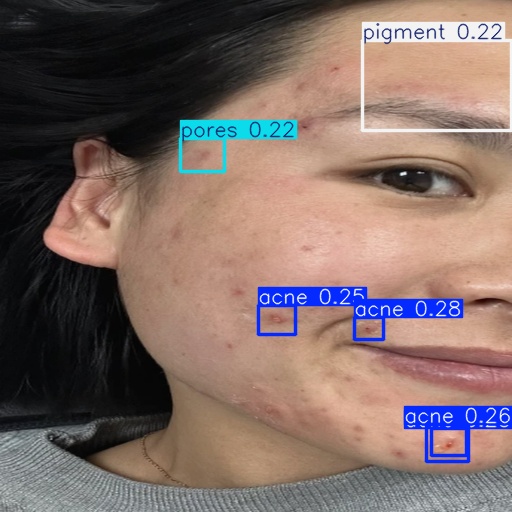 pigment 0.22
pores 0.22
acne 0.25
acne 0.28
acne 0.26